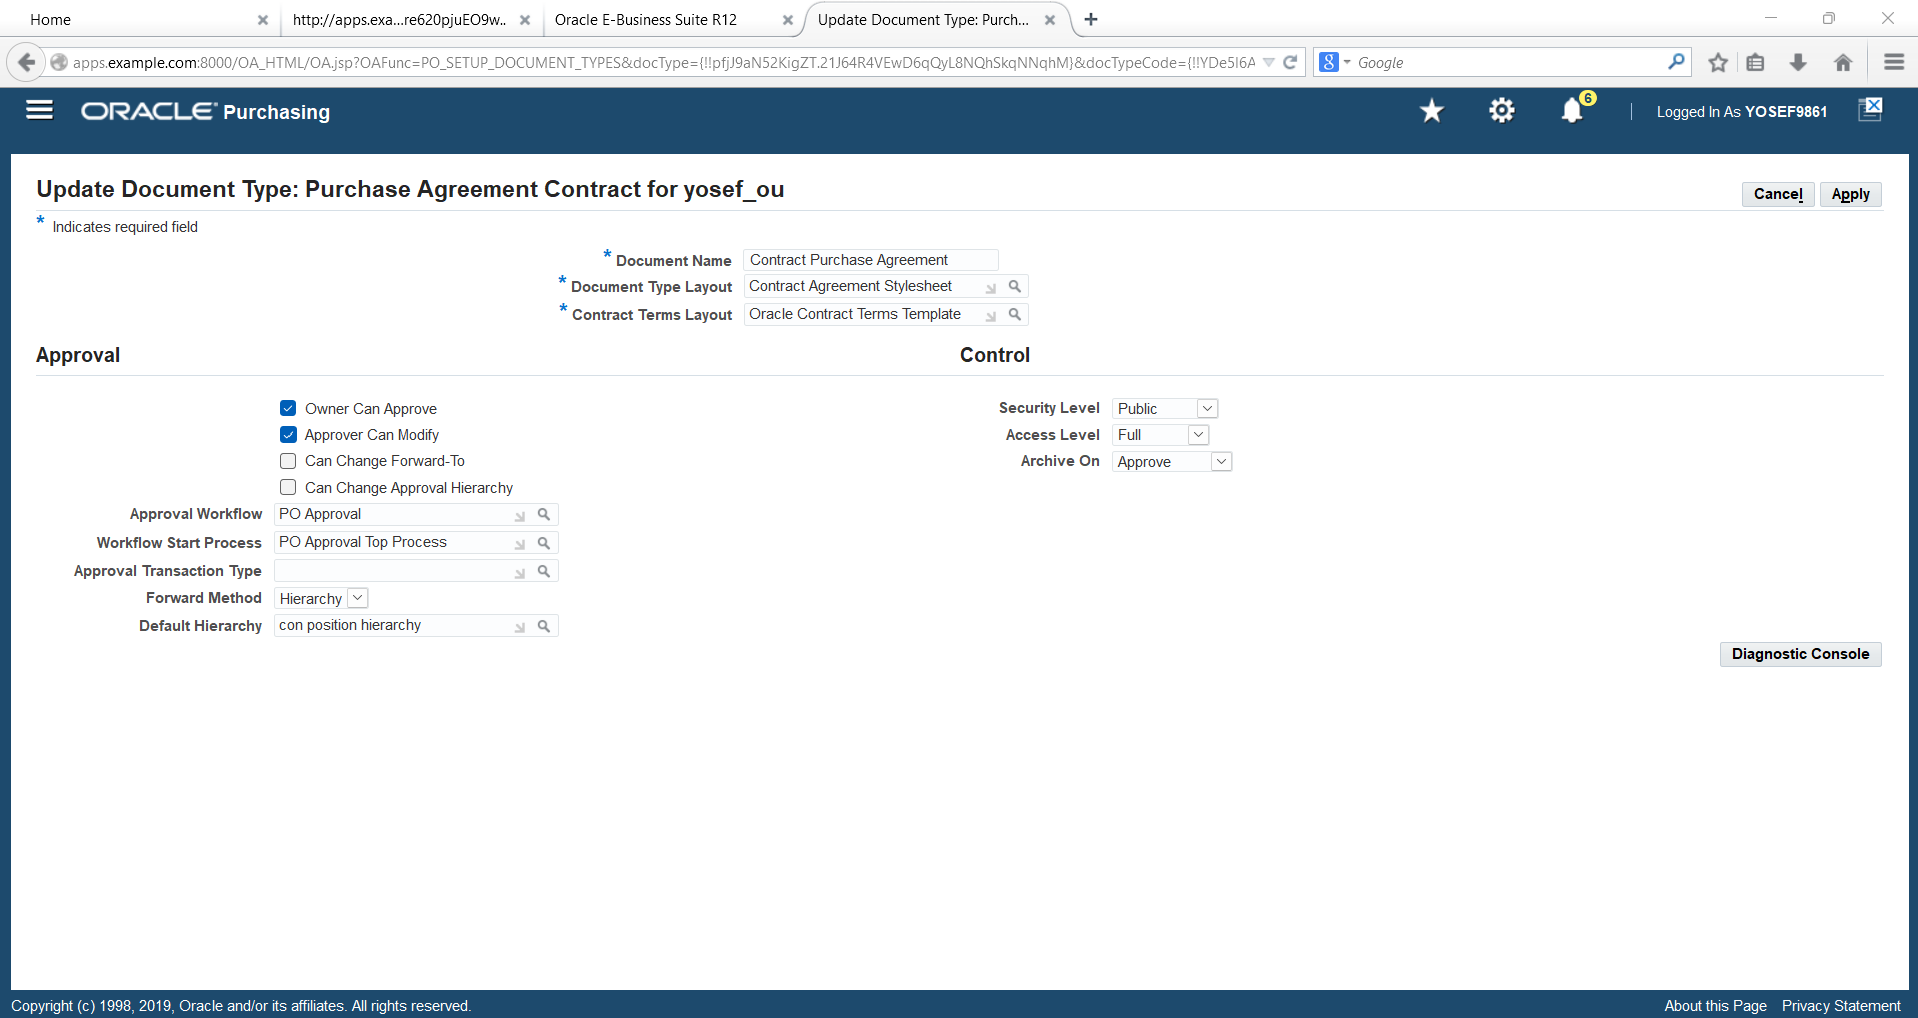 Home
http://apps.exa...re620pjuEO9w..
Oracle E-Business Suite R12
Update Document Type: Purch...
apps.example.com:8000/OA_HTML/OA.jsp?OAFunc=PO_SETUP_DOCUMENT_TYPES&docType={!!pfjJ9aN52KigZT.21J64R4VEwD6qQyL8NQhSkqNNqhM}&docTypeCode={!!YDe5I6A
8
Google
ORACLE Purchasing
6
Logged In As YOSEF9861
Update Document Type: Purchase Agreement Contract for yosef_ou
Cancel
Apply
* Indicates required field
* Document Name Contract Purchase Agreement
* Document Type Layout Contract Agreement Stylesheet
* Contract Terms Layout Oracle Contract Terms Template
Approval
Owner Can Approve
Approver Can Modify
Can Change Forward-To
Can Change Approval Hierarchy
Approval Workflow PO Approval
Workflow Start Process PO Approval Top Process
Approval Transaction Type
Forward Method Hierarchy
Default Hierarchy con position hierarchy
Control
Security Level Public
Access Level Full
Archive On Approve
Diagnostic Console
Copyright (c) 1998, 2019, Oracle and/or its affiliates. All rights reserved.
About this Page Privacy Statement